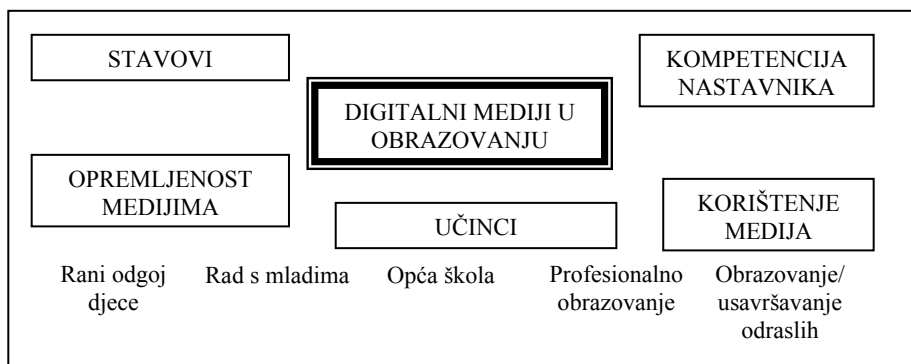 STAVOVI
KOMPETENCIJA
NASTAVNIKA
DIGITALNI MEDIJI U
OBRAZOVANJU
OPREMLJENOST
MEDIJIMA
UČINCI
KORIŠTENJE
MEDIJA
Rani odgoj
djece
Rad s mladima
Opća škola
Profesionalno
obrazovanje
Obrazovanje/
usavršavanje
odraslih